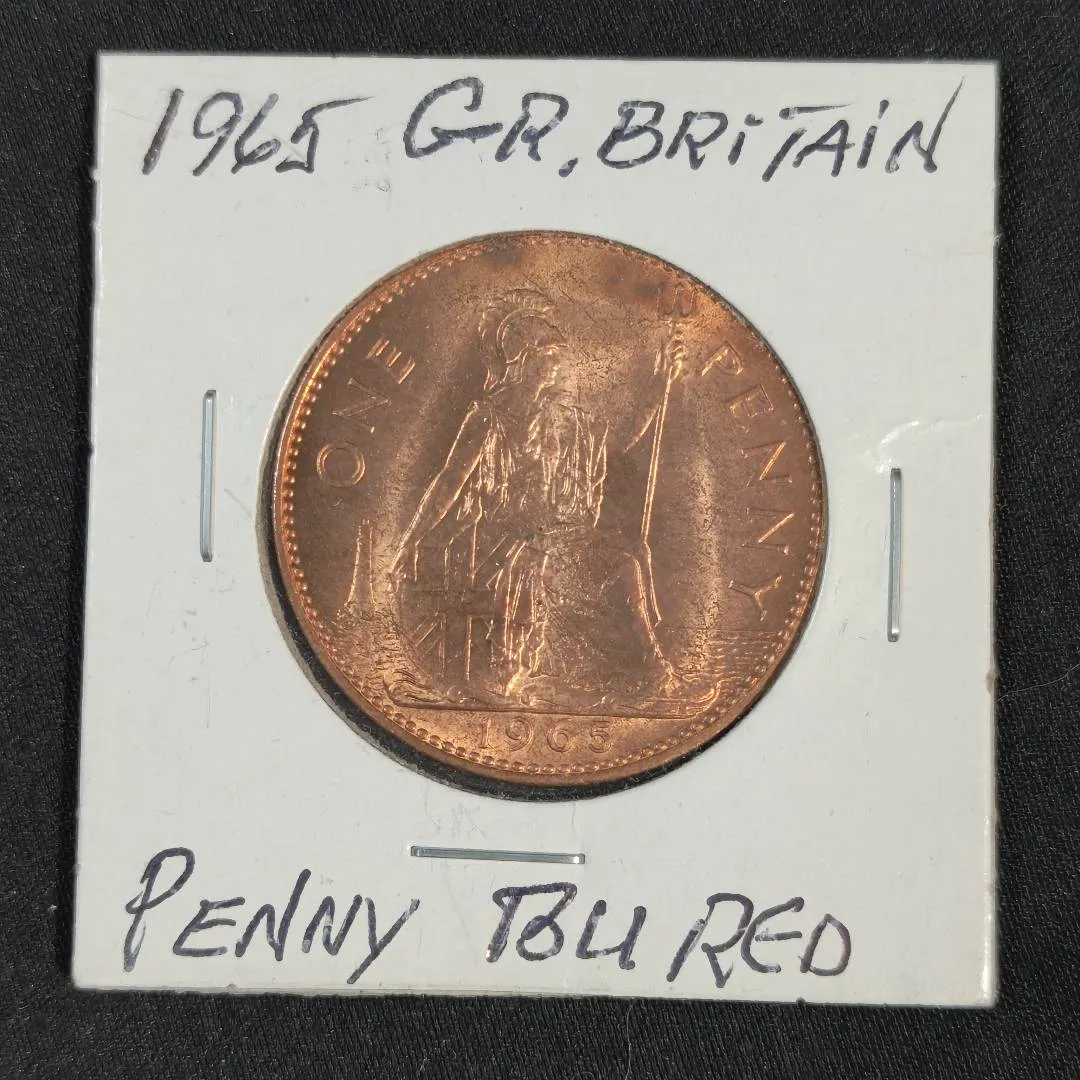 1965 GR. BRITAIN
ONE PENNY
1965
PENNY BU RED